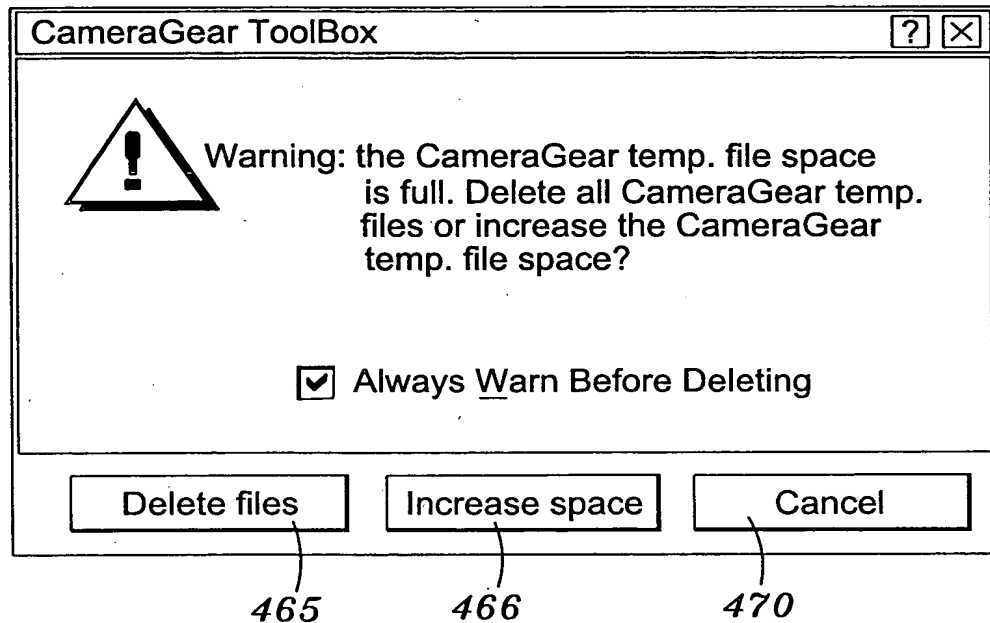 CameraGear ToolBox ?
!
Warning: the CameraGear temp. file space
is full. Delete all CameraGear temp.
files or increase the CameraGear
temp. file space?
Always Warn Before Deleting
Delete files Increase space Cancel
465 466 470